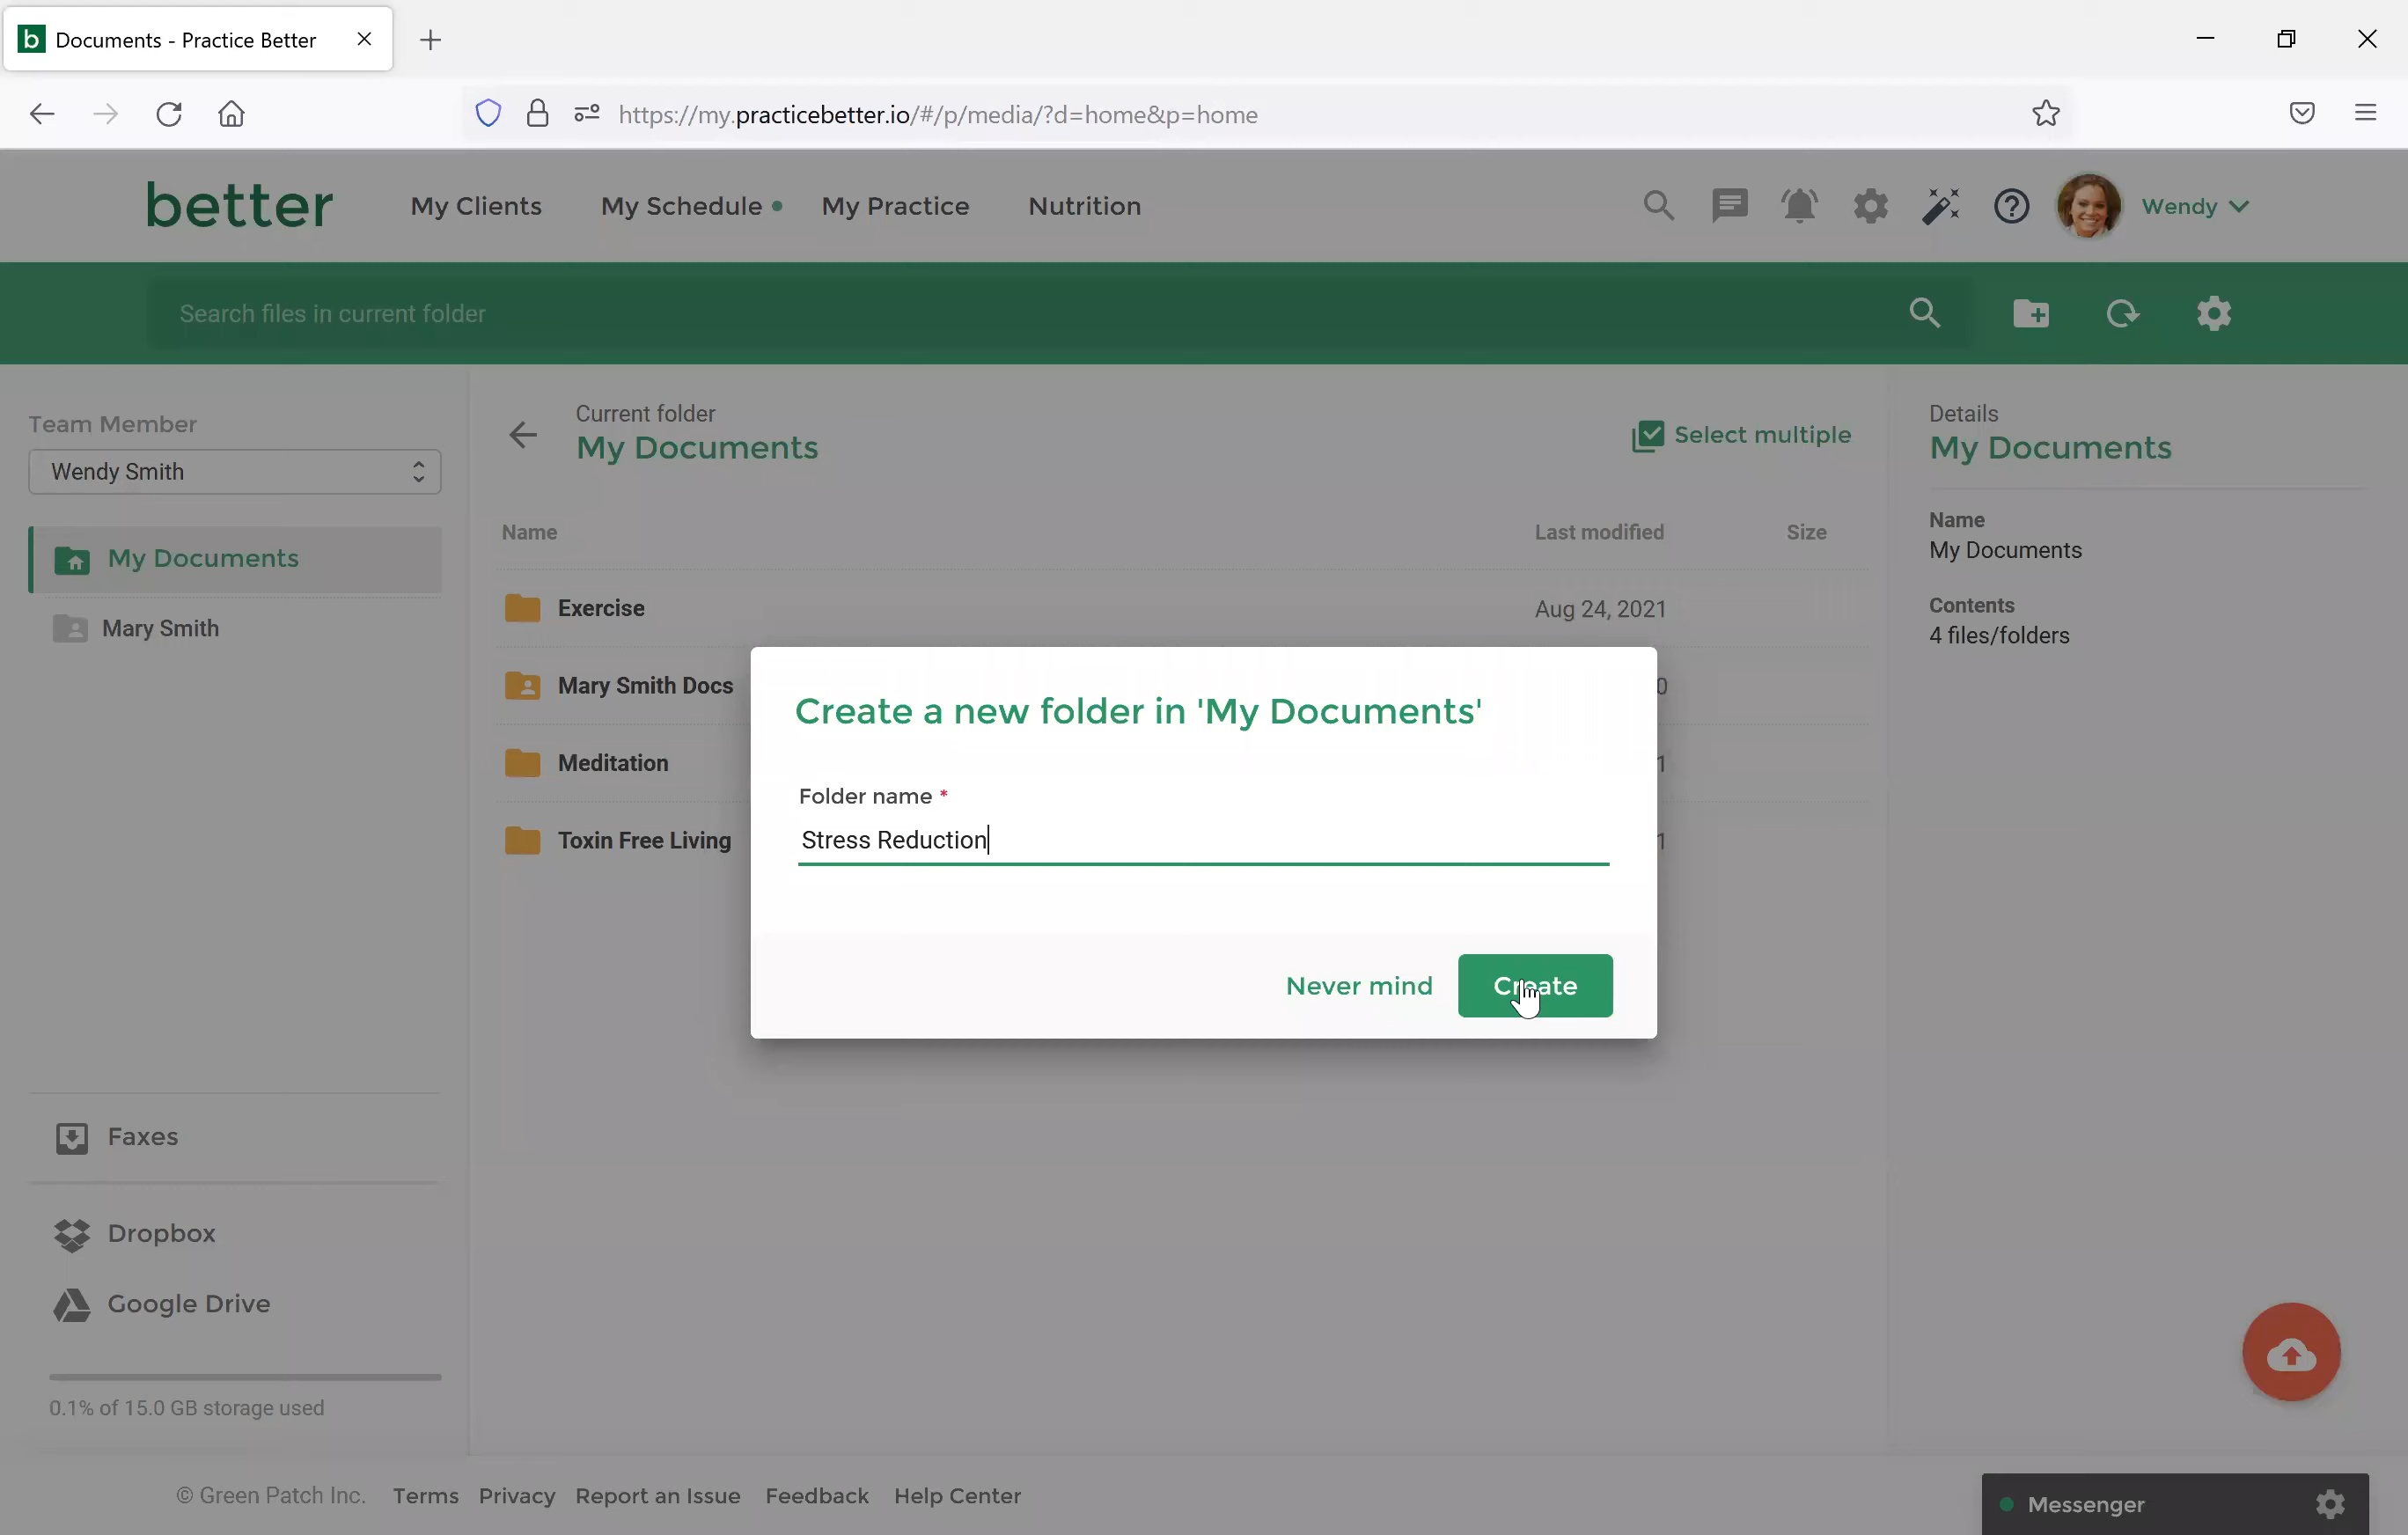 b Documents - Practice Better
https://my.practicebetter.io/#/p/media/?d=home&p=home
better My Clients My Schedule My Practice Nutrition Wendy
Search files in current folder
Team Member
Wendy Smith
My Documents
Mary Smith
Faxes
Dropbox
Google Drive
0.1% of 15.0 GB storage used
Current folder
My Documents
Select multiple
Name Last modified Size
Exercise Aug 24, 2021
Mary Smith Docs 0
Meditation 1
Toxin Free Living 1
Create a new folder in 'My Documents'
Folder name *
Stress Reduction
Never mind Create
Details
My Documents
Name
My Documents
Contents
4 files/folders
© Green Patch Inc. Terms Privacy Report an Issue Feedback Help Center
Messenger